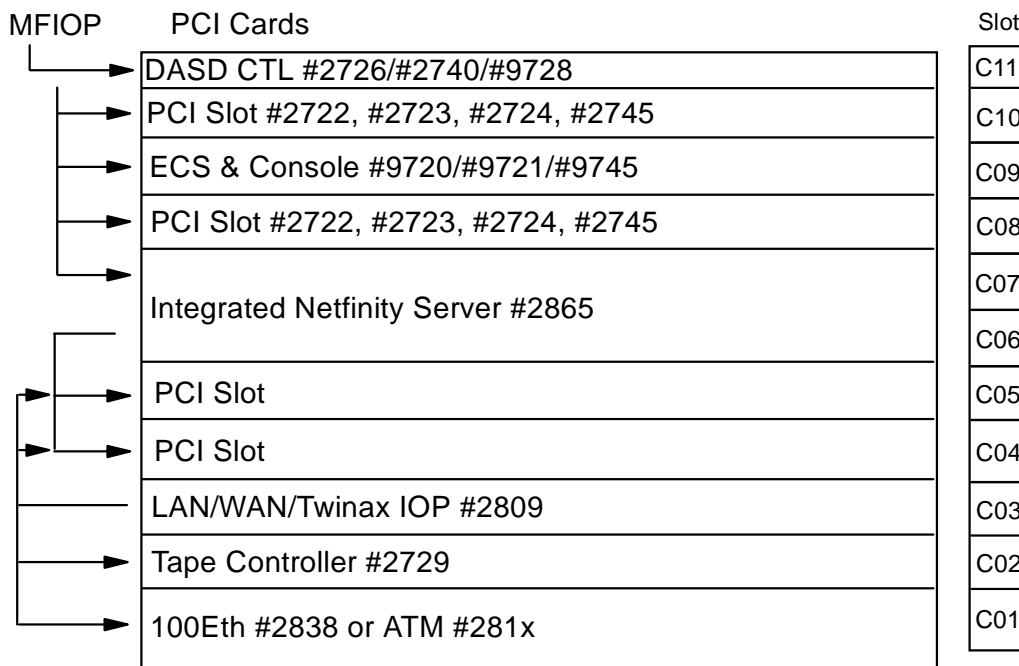 MFIOP PCI Cards Slot
DASD CTL #2726/#2740/#9728 C11
PCI Slot #2722, #2723, #2724, #2745 C10
ECS & Console #9720/#9721/#9745 C09
PCI Slot #2722, #2723, #2724, #2745 C08
C07
Integrated Netfinity Server #2865
C06
PCI Slot C05
PCI Slot C04
LAN/WAN/Twinax IOP #2809 C03
Tape Controller #2729 C02
100Eth #2838 or ATM #281x C01